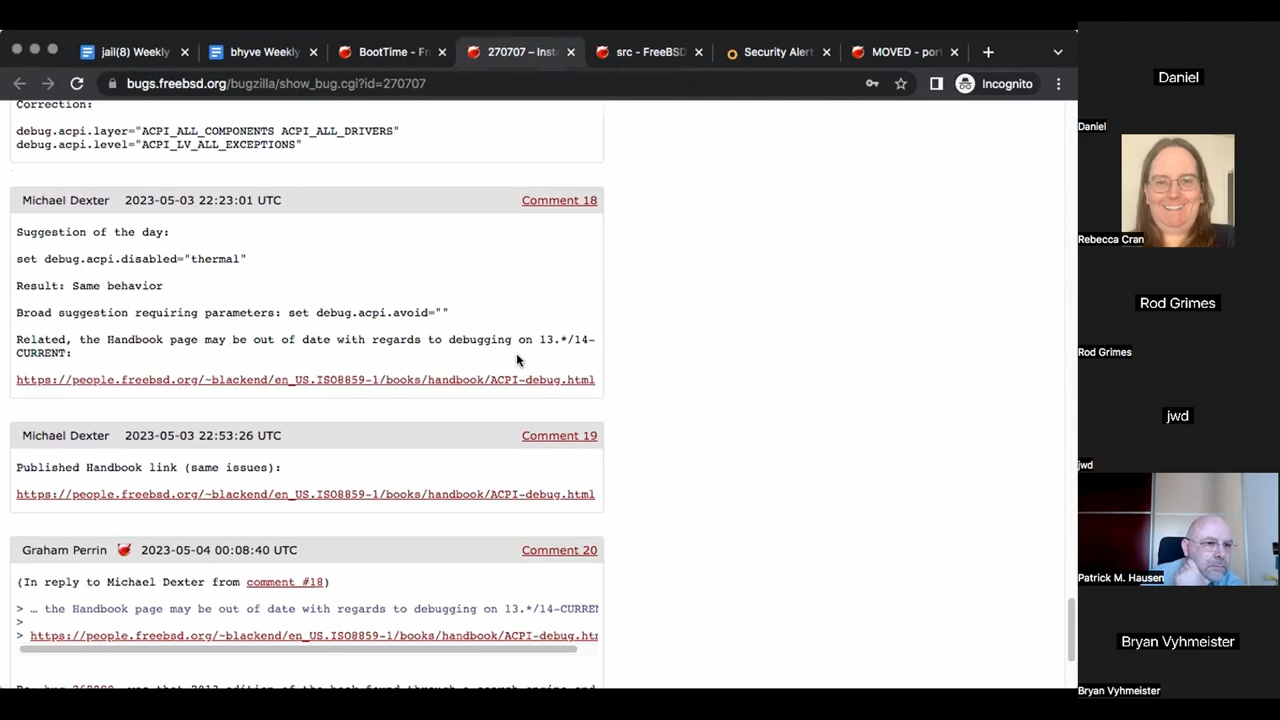 jail(8) Weekly
bhyve Weekly
BootTime - Fr
270707 – Inst
src - FreeBSD
Security Alert
MOVED - port
bugs.freebsd.org/bugzilla/show_bug.cgi?id=270707
Incognito
Correction:
debug.acpi.layer="ACPI_ALL_COMPONENTS ACPI_ALL_DRIVERS"
debug.acpi.level="ACPI_LV_ALL_EXCEPTIONS"
Michael Dexter 2023-05-03 22:23:01 UTC Comment 18
Suggestion of the day:
set debug.acpi.disabled="thermal"
Result: Same behavior
Broad suggestion requiring parameters: set debug.acpi.avoid=""
Related, the Handbook page may be out of date with regards to debugging on 13.*/14-
CURRENT:
https://people.freebsd.org/~blackend/en_US.ISO8859-1/books/handbook/ACPI-debug.html
Michael Dexter 2023-05-03 22:53:26 UTC Comment 19
Published Handbook link (same issues):
https://people.freebsd.org/~blackend/en_US.ISO8859-1/books/handbook/ACPI-debug.html
Graham Perrin 2023-05-04 00:08:40 UTC Comment 20
(In reply to Michael Dexter from comment #18)
> … the Handbook page may be out of date with regards to debugging on 13.*/14-CURREN
>
> https://people.freebsd.org/~blackend/en_US.ISO8859-1/books/handbook/ACPI-debug.htm
Daniel
Daniel
Rebecca Cran
Rod Grimes
Rod Grimes
jwd
jwd
Patrick M. Hausen
Bryan Vyhmeister
Bryan Vyhmeister